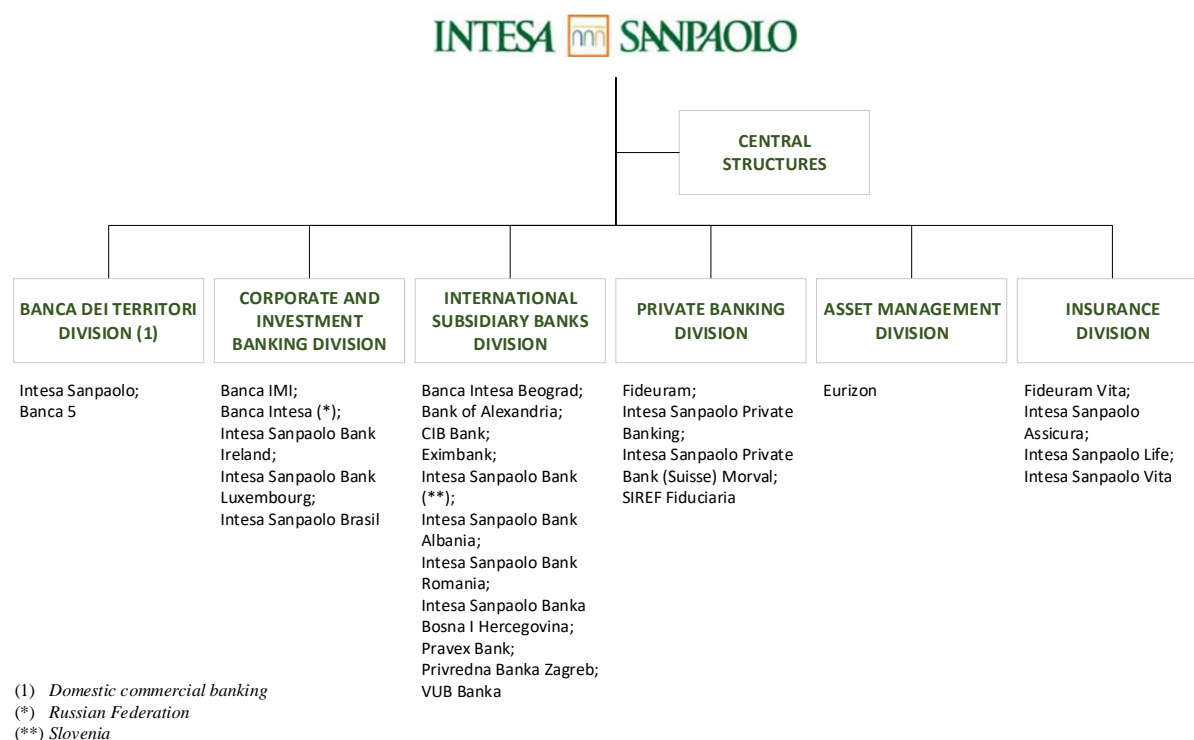 INTESA SANPAOLO
CENTRAL
STRUCTURES
BANCA DEI TERRITORI
DIVISION (1)
CORPORATE AND
INVESTMENT
BANKING DIVISION
INTERNATIONAL
SUBSIDIARY BANKS
DIVISION
PRIVATE BANKING
DIVISION
ASSET MANAGEMENT
DIVISION
INSURANCE
DIVISION
Intesa Sanpaolo;
Banca 5
Banca IMI;
Banca Intesa (*);
Intesa Sanpaolo Bank
Ireland;
Intesa Sanpaolo Bank
Luxembourg;
Intesa Sanpaolo Brasil
Banca Intesa Beograd;
Bank of Alexandria;
CIB Bank;
Eximbank;
Intesa Sanpaolo Bank
(**);
Intesa Sanpaolo Bank
Albania;
Intesa Sanpaolo Bank
Romania;
Intesa Sanpaolo Banka
Bosna I Hercegovina;
Pravex Bank;
Privredna Banka Zagreb;
VUB Banka
Fideuram;
Intesa Sanpaolo Private
Banking;
Intesa Sanpaolo Private
Bank (Suisse) Morval;
SIREF Fiduciaria
Eurizon
Fideuram Vita;
Intesa Sanpaolo
Assicura;
Intesa Sanpaolo Life;
Intesa Sanpaolo Vita
(1) Domestic commercial banking
(*) Russian Federation
(**) Slovenia